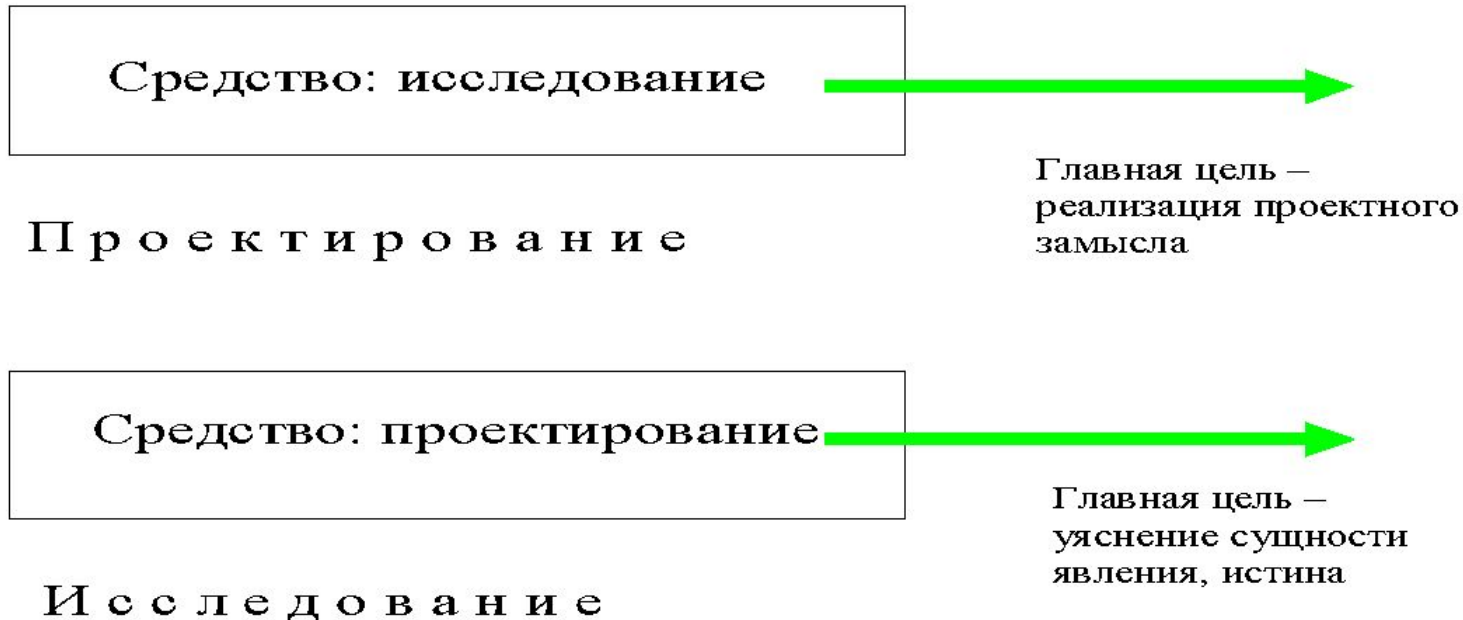 Средство: исследование
Главная цель –
реализация проектного
замысла
Проектирование
Средство: проектирование
Главная цель –
уяснение сущности
явления, истина
Исследование